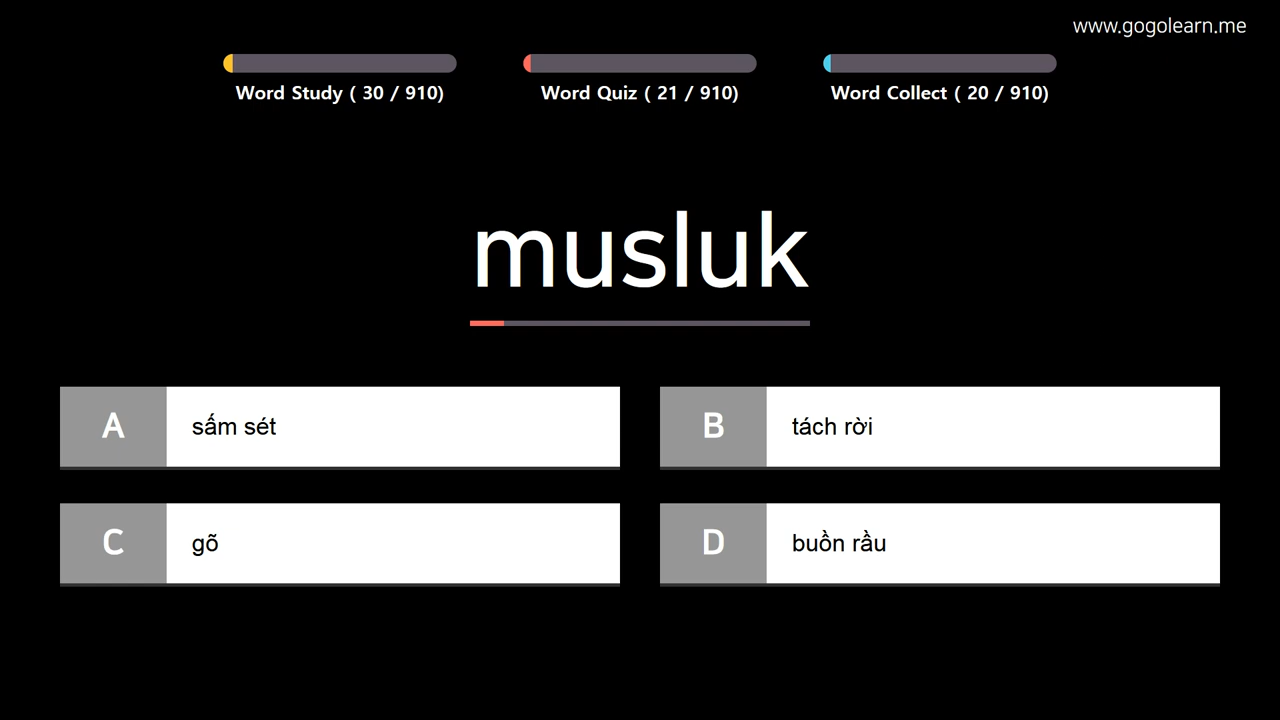 www.gogolearn.me
Word Study ( 30 / 910)
Word Quiz ( 21 / 910)
Word Collect ( 20 / 910)
musluk
A sấm sét
B tách rời
C gõ
D buồn rầu